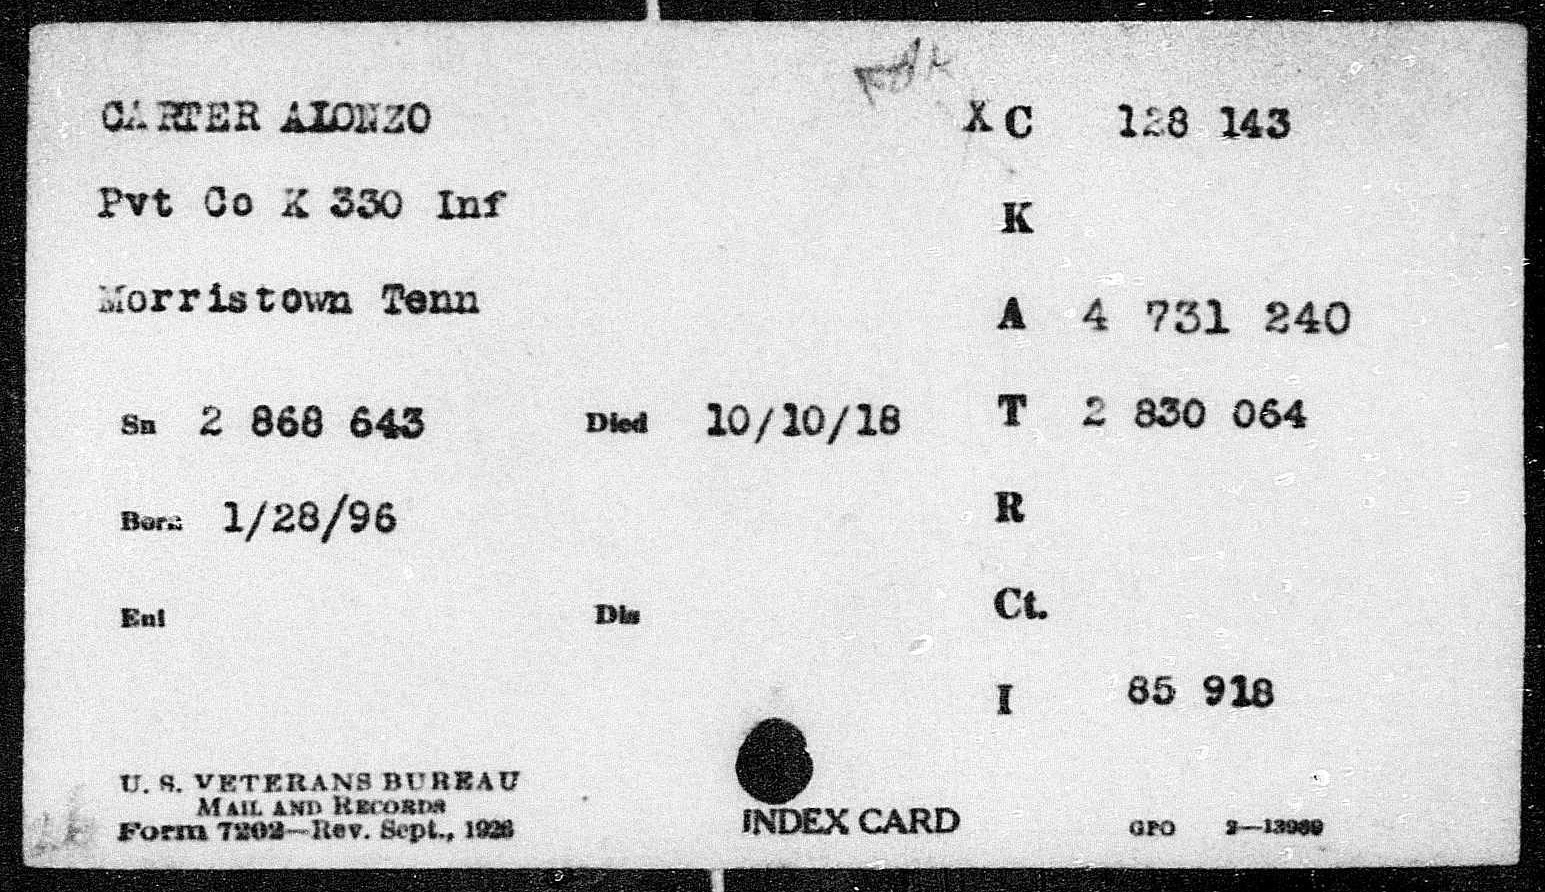 CARTER ALONZO
XC 128 143
Pvt Co K 330 Inf
K
Morristown Tenn
A 4 731 240
Sn 2 868 643 Died 10/10/18
T 2 830 064
Born 1/28/96
R
Enl Dis
Ct.
I 85 918
U. S. VETERANS BUREAU
MAIL AND RECORDS
Form 7202—Rev. Sept., 1926
INDEX CARD
GPO